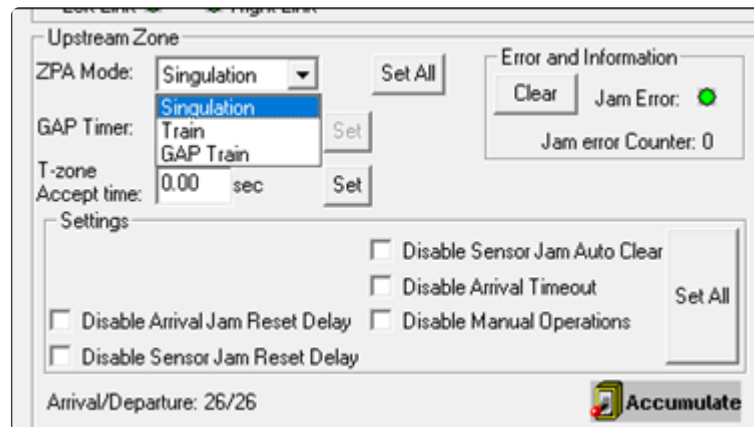 Upstream Zone
ZPA Mode: Singulation Set All
Singulation
Train
GAP Train
GAP Timer: Set
T-zone
Accept time: 0.00 sec Set
Error and Information
Clear Jam Error:
Jam error Counter: 0
Settings
Disable Sensor Jam Auto Clear
Disable Arrival Timeout
Set All
Disable Arrival Jam Reset Delay Disable Manual Operations
Disable Sensor Jam Reset Delay
Arrival/Departure: 26/26 Accumulate